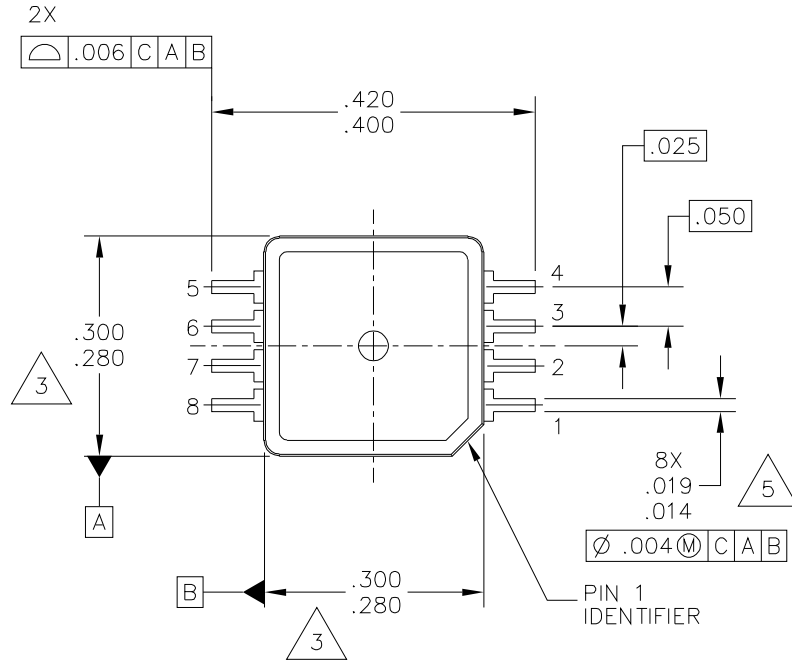 2X
⌓ .006 C A B
.420
.400
.025
.050
5
6
7
8
4
3
2
1
.300
.280
3
A
B
.300
.280
3
8X
.019
.014
5
Ø .004 Ⓜ C A B
PIN 1
IDENTIFIER